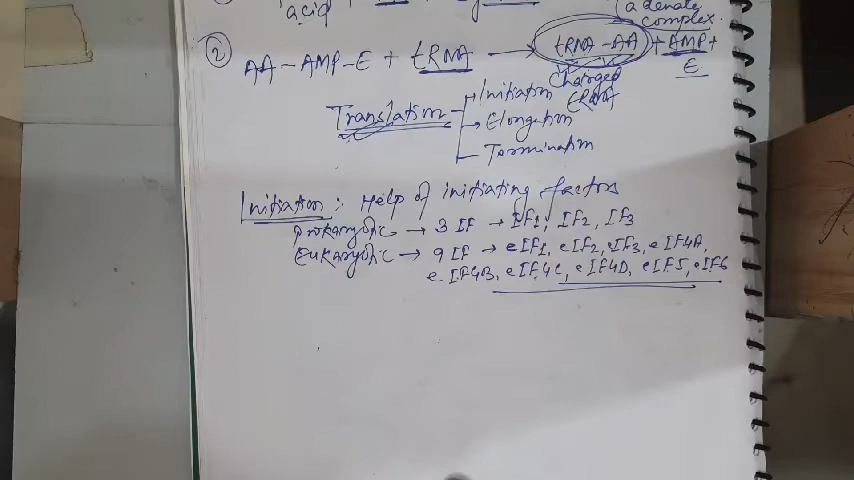 acid
adenate
complex.
② AA - AMP - E + tRNA → tRNA - AA + AMP + E
Charged
tRNA
Translation → Initiation
→ Elongation
Termination
Initiation: Help of initiating factors
Prokaryotic → 3 IF → IF1, IF2, IF3
Eukaryotic → 9 IF → eIF1, eIF2, eIF3, eIF4A,
eIF4B, eIF4C, eIF4D, eIF5, eIF6